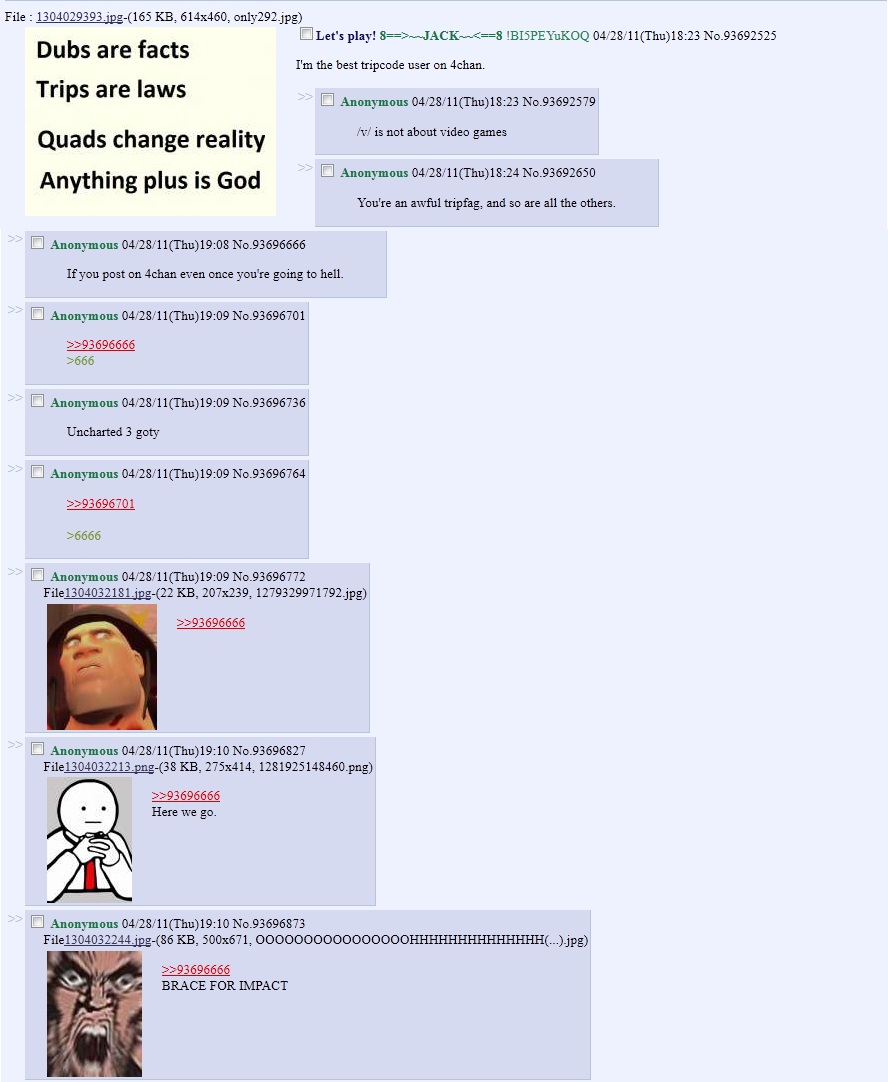 File : 1304029393.jpg-(165 KB, 614x460, only292.jpg)
Dubs are facts
Trips are laws
Quads change reality
Anything plus is God
Let's play! 8==>~~JACK~~<==8 !BI5PEYuKOQ 04/28/11(Thu)18:23 No.93692525
I'm the best tripcode user on 4chan.
>> Anonymous 04/28/11(Thu)18:23 No.93692579
/v/ is not about video games
>> Anonymous 04/28/11(Thu)18:24 No.93692650
You're an awful tripfag, and so are all the others.
>> Anonymous 04/28/11(Thu)19:08 No.93696666
If you post on 4chan even once you're going to hell.
>> Anonymous 04/28/11(Thu)19:09 No.93696701
>>93696666
>666
>> Anonymous 04/28/11(Thu)19:09 No.93696736
Uncharted 3 goty
>> Anonymous 04/28/11(Thu)19:09 No.93696764
>>93696701
>6666
>> Anonymous 04/28/11(Thu)19:09 No.93696772
File1304032181.jpg-(22 KB, 207x239, 1279329971792.jpg)
>>93696666
>> Anonymous 04/28/11(Thu)19:10 No.93696827
File1304032213.png-(38 KB, 275x414, 1281925148460.png)
>>93696666
Here we go.
>> Anonymous 04/28/11(Thu)19:10 No.93696873
File1304032244.jpg-(86 KB, 500x671, OOOOOOOOOOOOOOOOHHHHHHHHHHHHHH(...).jpg)
>>93696666
BRACE FOR IMPACT